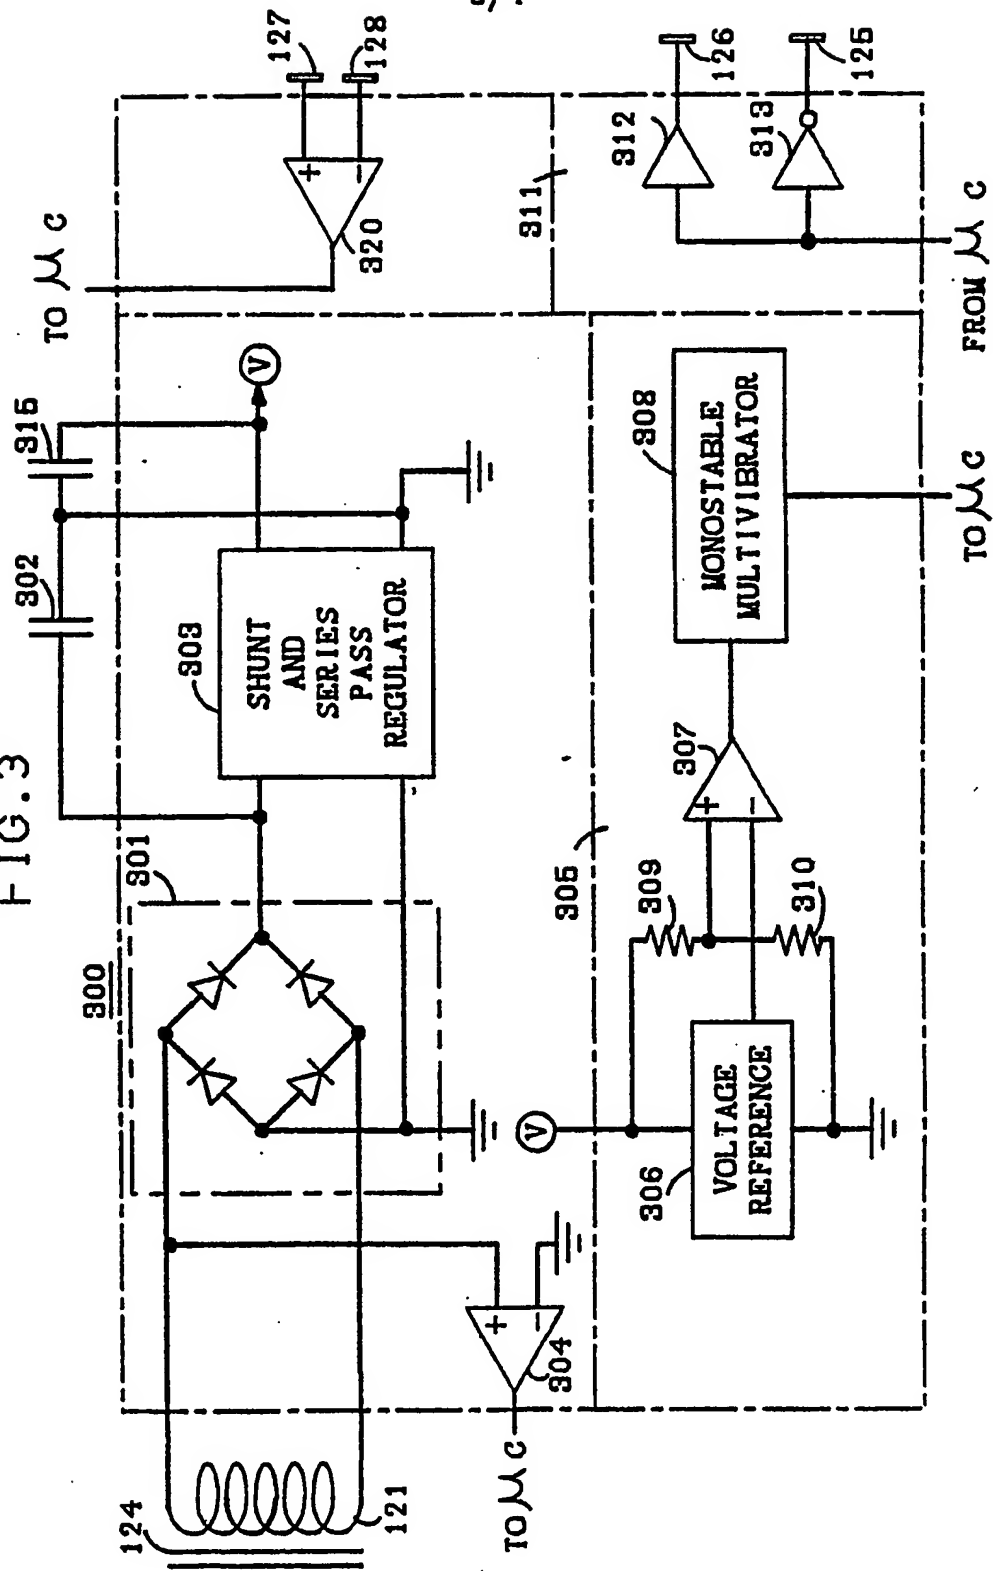 FIG.3
300
301
302
315
TO μC
127
128
320
303
SHUNT
AND
SERIES
PASS
REGULATOR
V
+
−
124
121
304
+
−
TO μC
305
311
312
126
313
125
V
306
VOLTAGE
REFERENCE
309
310
307
+
−
308
MONOSTABLE
MULTIVIBRATOR
TO μC
FROM μC